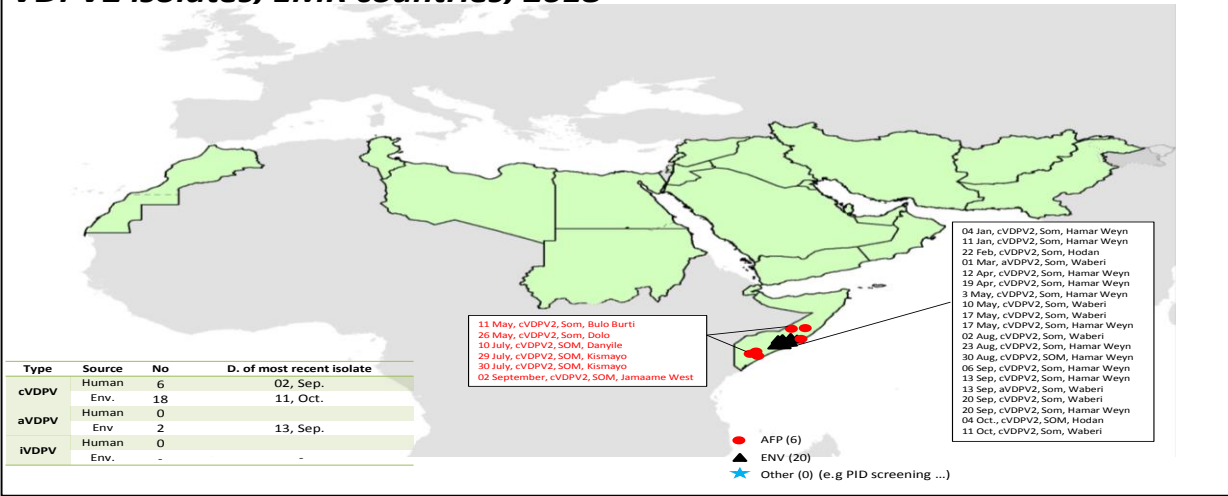 VDPV2 isolates, EMR countries, 2018
04 Jan, cVDPV2, Som, Hamar Weyn
11 Jan, cVDPV2, Som, Hamar Weyn
22 Feb, cVDPV2, Som, Hodan
01 Mar, aVDPV2, Som, Waberi
12 Apr, cVDPV2, Som, Hamar Weyn
19 Apr, cVDPV2, Som, Hamar Weyn
3 May, cVDPV2, Som, Hamar Weyn
10 May, cVDPV2, Som, Waberi
17 May, cVDPV2, Som, Waberi
17 May, cVDPV2, Som, Hamar Weyn
02 Aug, cVDPV2, Som, Waberi
23 Aug, cVDPV2, Som, Hamar Weyn
30 Aug, cVDPV2, SOM, Hamar Weyn
06 Sep, cVDPV2, Som, Hamar Weyn
13 Sep, cVDPV2, Som, Hamar Weyn
13 Sep, aVDPV2, Som, Waberi
20 Sep, cVDPV2, Som, Waberi
20 Sep, cVDPV2, Som, Hamar Weyn
04 Oct., cVDPV2, SOM, Hodan
11 Oct, cVDPV2, Som, Waberi
11 May, cVDPV2, Som, Bulo Burti
26 May, cVDPV2, Som, Dolo
10 July, cVDPV2, SOM, Danyile
29 July, cVDPV2, SOM, Kismayo
30 July, cVDPV2, SOM, Kismayo
02 September, cVDPV2, SOM, Jamaame West
Type Source No D. of most recent isolate
cVDPV Human 6 02, Sep.
Env. 18 11, Oct.
aVDPV Human 0
Env 2 13, Sep.
iVDPV Human 0
Env. - -
AFP (6)
ENV (20)
Other (0) (e.g PID screening ...)